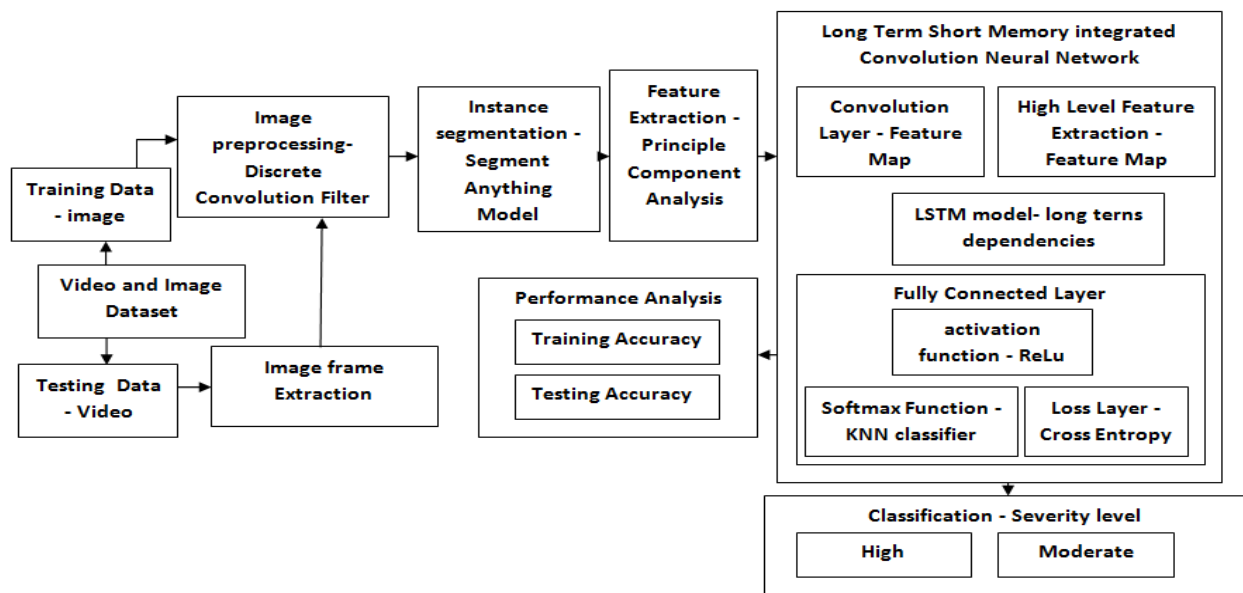 Training Data
- image
Video and Image
Dataset
Testing Data
- Video
Image frame
Extraction
Image
preprocessing-
Discrete
Convolution Filter
Instance
segmentation -
Segment
Anything
Model
Feature
Extraction -
Principle
Component
Analysis
Long Term Short Memory integrated
Convolution Neural Network
Convolution
Layer - Feature
Map
High Level Feature
Extraction -
Feature Map
LSTM model- long terns
dependencies
Fully Connected Layer
activation
function - ReLu
Softmax Function -
KNN classifier
Loss Layer -
Cross Entropy
Performance Analysis
Training Accuracy
Testing Accuracy
Classification - Severity level
High
Moderate